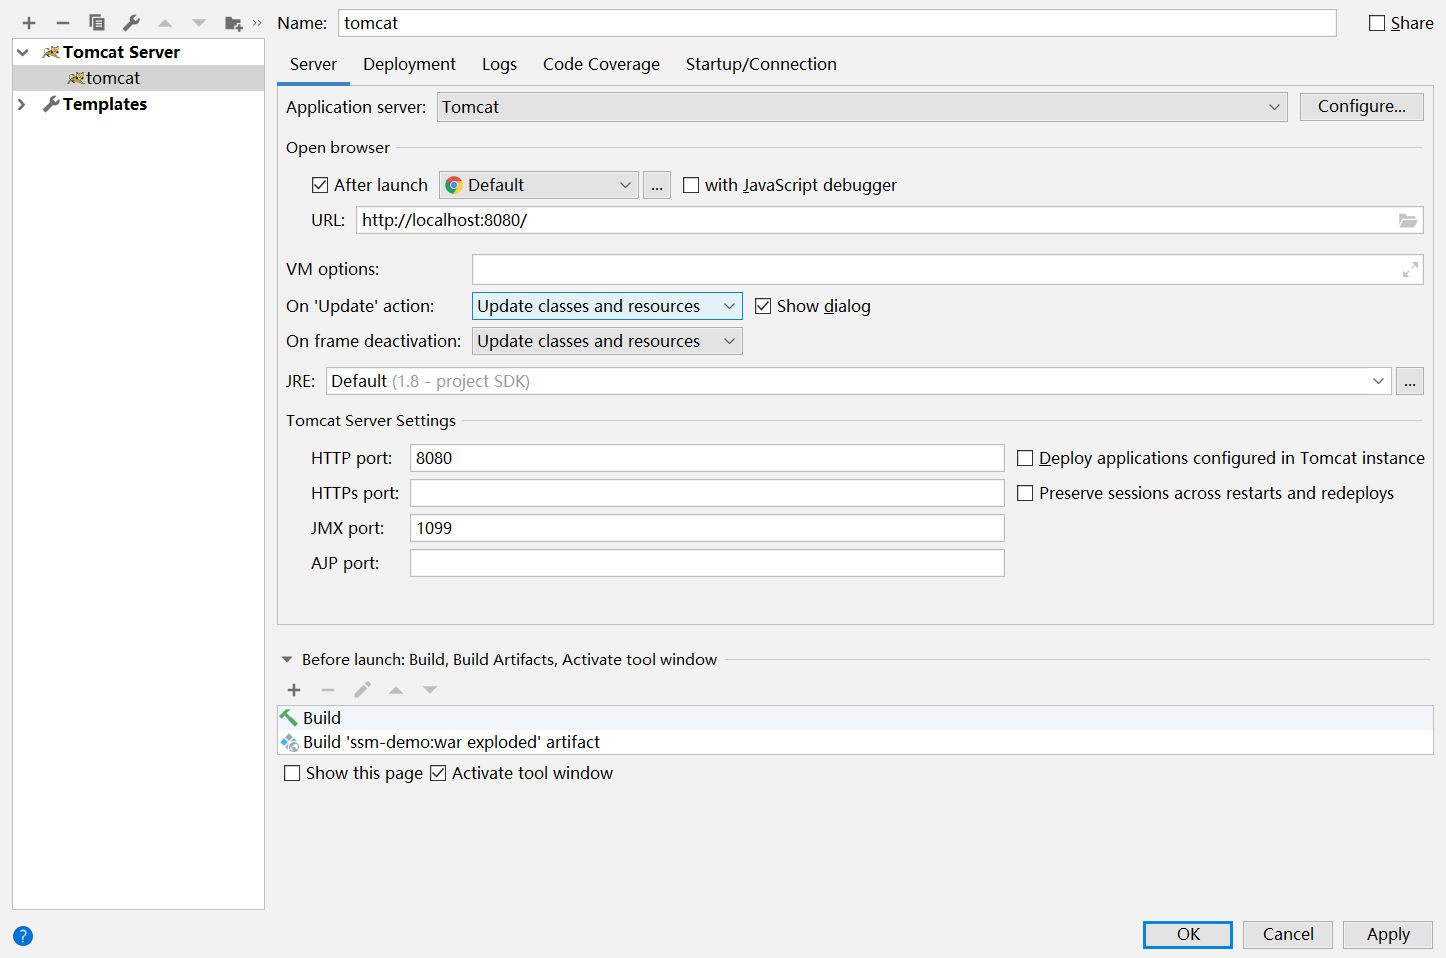 Name: tomcat Share
Tomcat Server
tomcat
Templates
Server Deployment Logs Code Coverage Startup/Connection
Application server: Tomcat Configure...
Open browser
After launch Default ... with JavaScript debugger
URL: http://localhost:8080/
VM options:
On 'Update' action: Update classes and resources Show dialog
On frame deactivation: Update classes and resources
JRE: Default (1.8 - project SDK) ...
Tomcat Server Settings
HTTP port: 8080 Deploy applications configured in Tomcat instance
HTTPs port: Preserve sessions across restarts and redeploys
JMX port: 1099
AJP port:
Before launch: Build, Build Artifacts, Activate tool window
Build
Build 'ssm-demo:war exploded' artifact
Show this page Activate tool window
? OK Cancel Apply